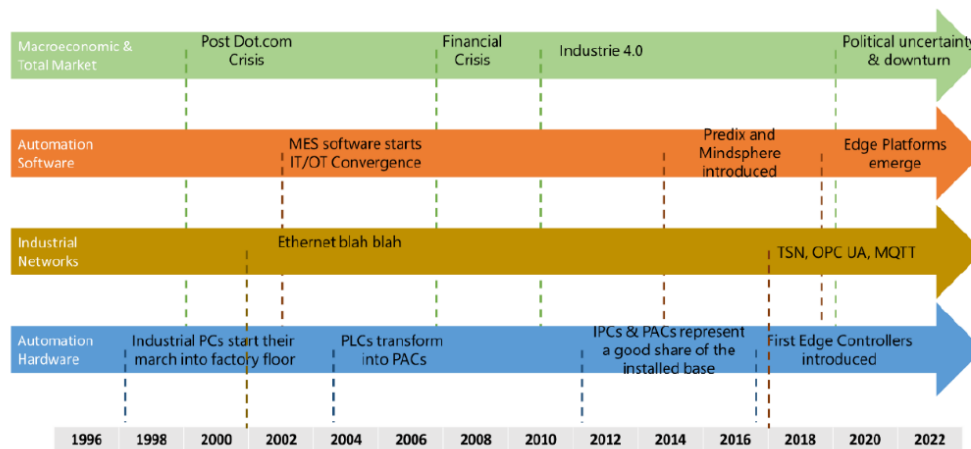 Macroeconomic &
Total Market
Post Dot.com
Crisis
Financial
Crisis
Industrie 4.0
Political uncertainty
& downturn
Automation
Software
MES software starts
IT/OT Convergence
Predix and
Mindsphere
introduced
Edge Platforms
emerge
Industrial
Networks
Ethernet blah blah
TSN, OPC UA, MQTT
Automation
Hardware
Industrial PCs start their
march into factory floor
PLCs transform
into PACs
IPCs & PACs represent
a good share of the
installed base
First Edge Controllers
introduced
1996 1998 2000 2002 2004 2006 2008 2010 2012 2014 2016 2018 2020 2022